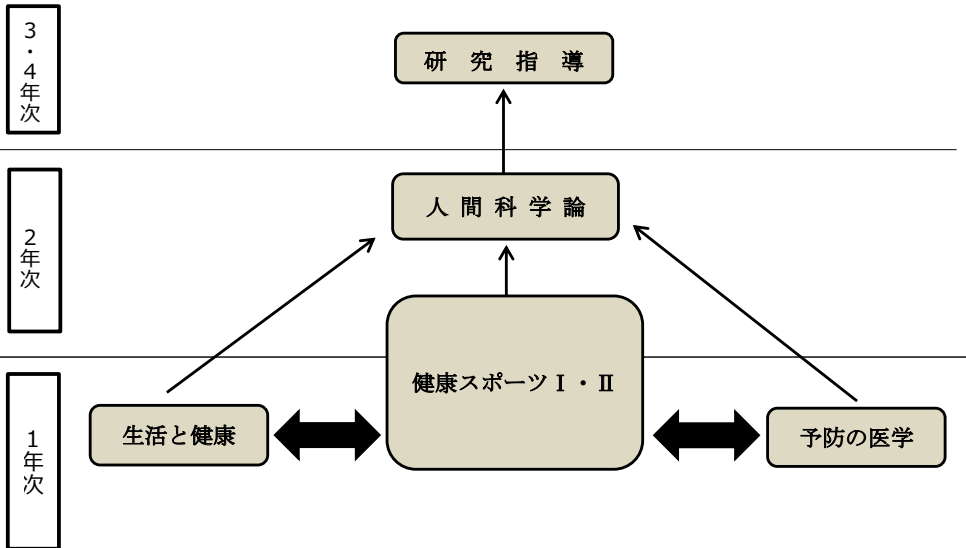 3・4年次
研究指導
2年次
人間科学論
健康スポーツⅠ・Ⅱ
1年次
生活と健康
予防の医学